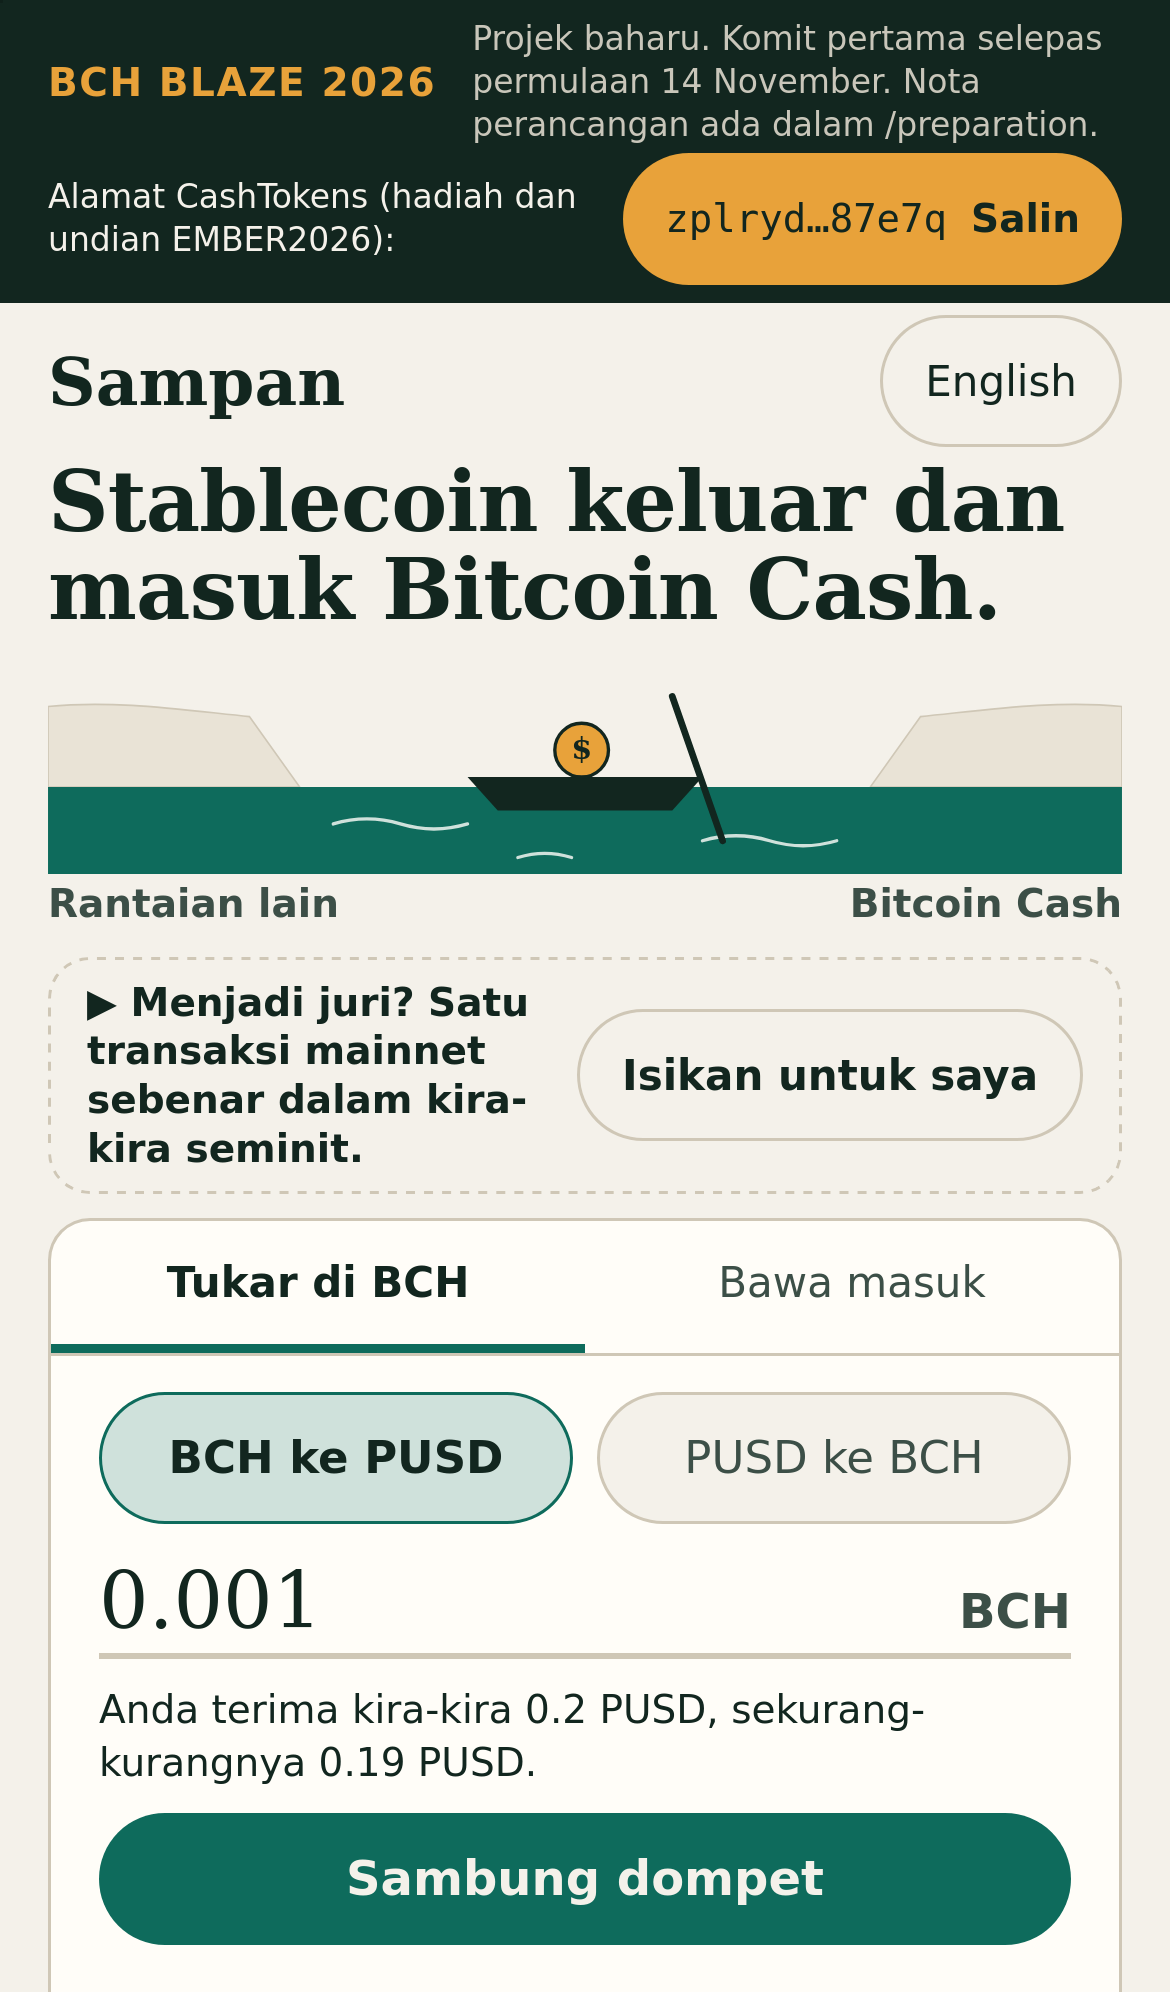 BCH BLAZE 2026
Projek baharu. Komit pertama selepas
permulaan 14 November. Nota
perancangan ada dalam /preparation.
Alamat CashTokens (hadiah dan
undian EMBER2026):
zplryd…87e7q Salin
Sampan
English
Stablecoin keluar dan
masuk Bitcoin Cash.
$
Rantaian lain
Bitcoin Cash
▶ Menjadi juri? Satu
transaksi mainnet
sebenar dalam kira-
kira seminit.
Isikan untuk saya
Tukar di BCH
Bawa masuk
BCH ke PUSD
PUSD ke BCH
0.001
BCH
Anda terima kira-kira 0.2 PUSD, sekurang-
kurangnya 0.19 PUSD.
Sambung dompet